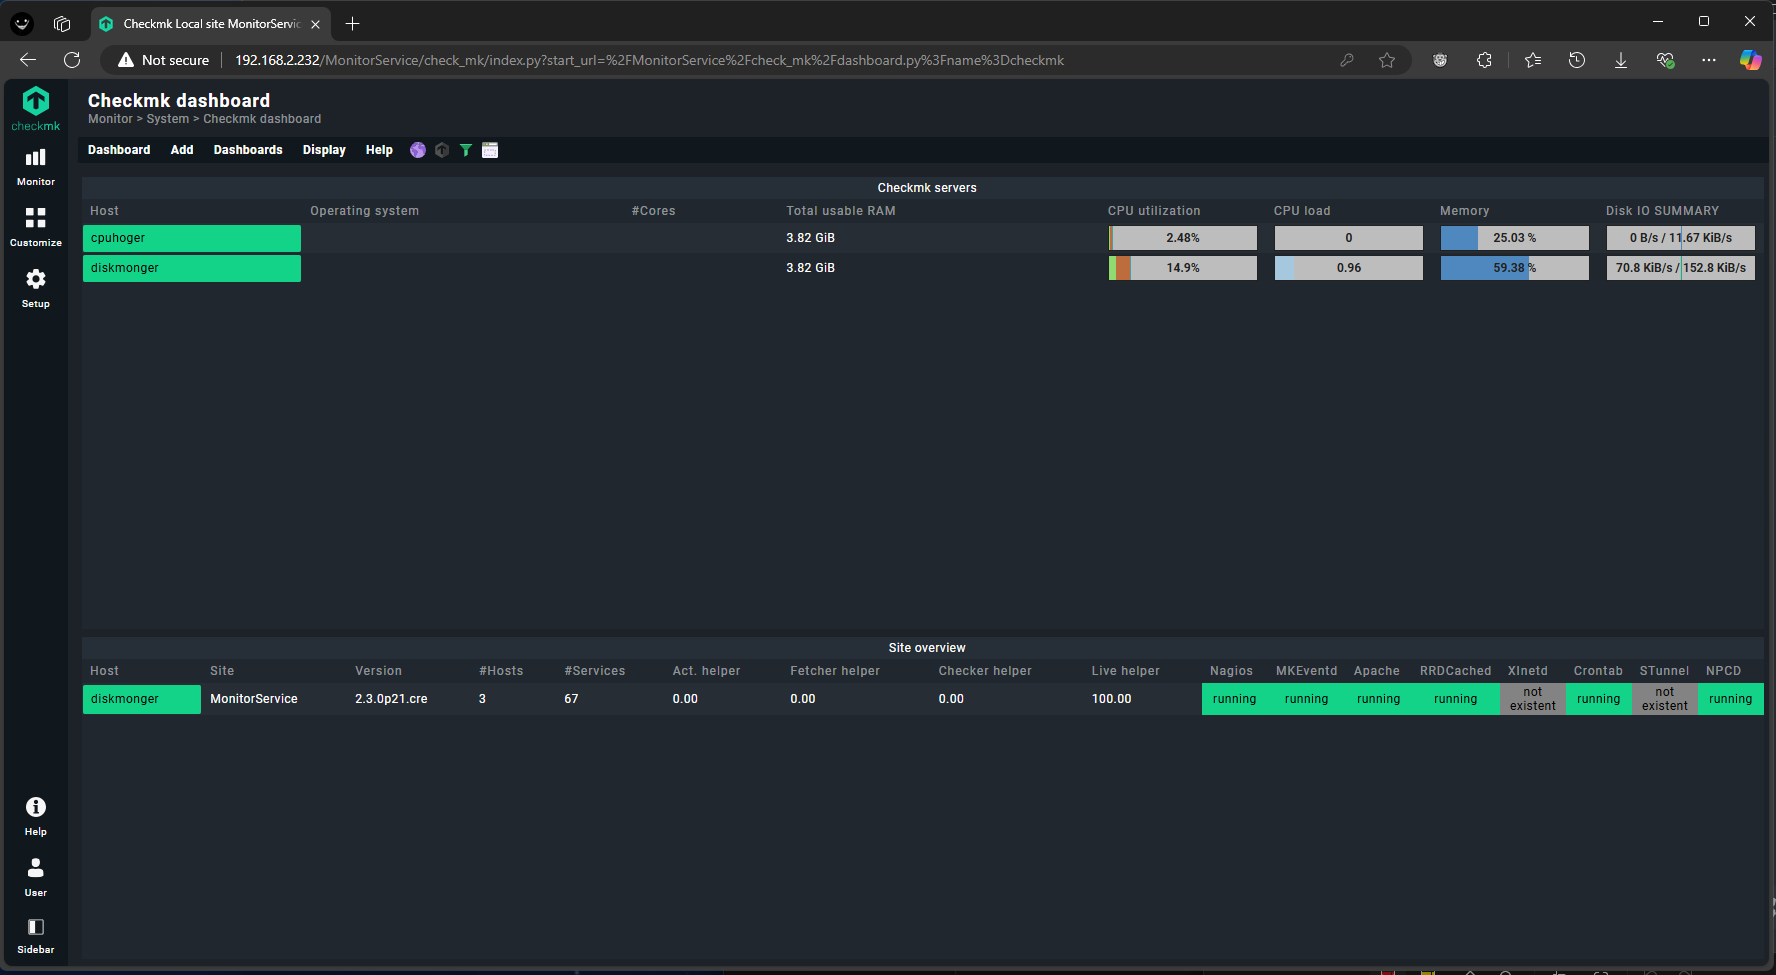 Checkmk Local site MonitorServic
Not secure
192.168.2.232/MonitorService/check_mk/index.py?start_url=%2FMonitorService%2Fcheck_mk%2Fdashboard.py%3Fname%3Dcheckmk
checkmk
Monitor
Customize
Setup
Checkmk dashboard
Monitor > System > Checkmk dashboard
Dashboard Add Dashboards Display Help
Checkmk servers
Host Operating system #Cores Total usable RAM CPU utilization CPU load Memory Disk IO SUMMARY
cpuhoger 3.82 GiB 2.48% 0 25.03 % 0 B/s / 11.67 KiB/s
diskmonger 3.82 GiB 14.9% 0.96 59.38 % 70.8 KiB/s / 152.8 KiB/s
Site overview
Host Site Version #Hosts #Services Act. helper Fetcher helper Checker helper Live helper Nagios MKEventd Apache RRDCached XInetd Crontab STunnel NPCD
diskmonger MonitorService 2.3.0p21.cre 3 67 0.00 0.00 0.00 100.00 running running running running not existent running not existent running
Help
User
Sidebar